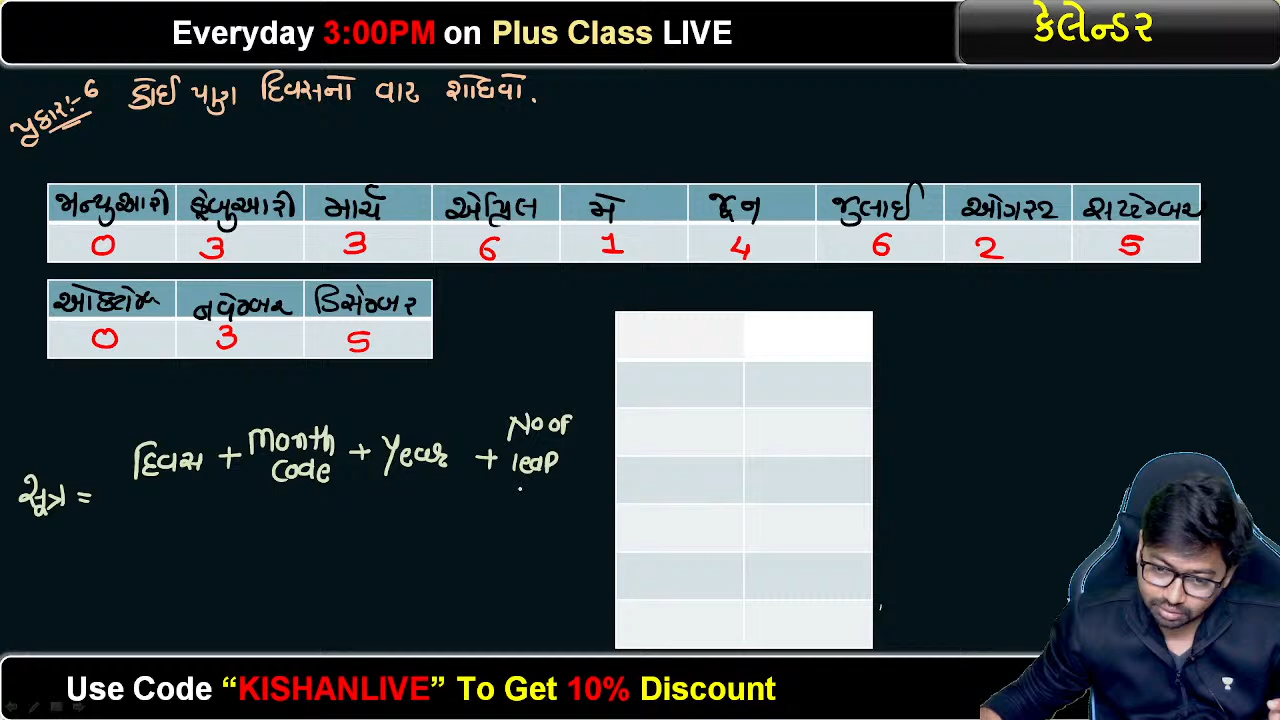 Everyday 3:00PM on Plus Class LIVE
કેલેન્ડર
પ્રકાર:- 6 કોઈ પણ દિવસનો વાર શોધવો.
જાન્યુઆરી ફેબ્રુઆરી માર્ચ એપ્રિલ મે જૂન જુલાઈ ઓગસ્ટ સપ્ટેમ્બર
0 3 3 6 1 4 6 2 5
ઓક્ટોમ્બ નવેમ્બર ડિસેમ્બર
0 3 5
સૂત્ર = દિવસ + Month Code + Year + No of leap
Use Code “KISHANLIVE” To Get 10% Discount